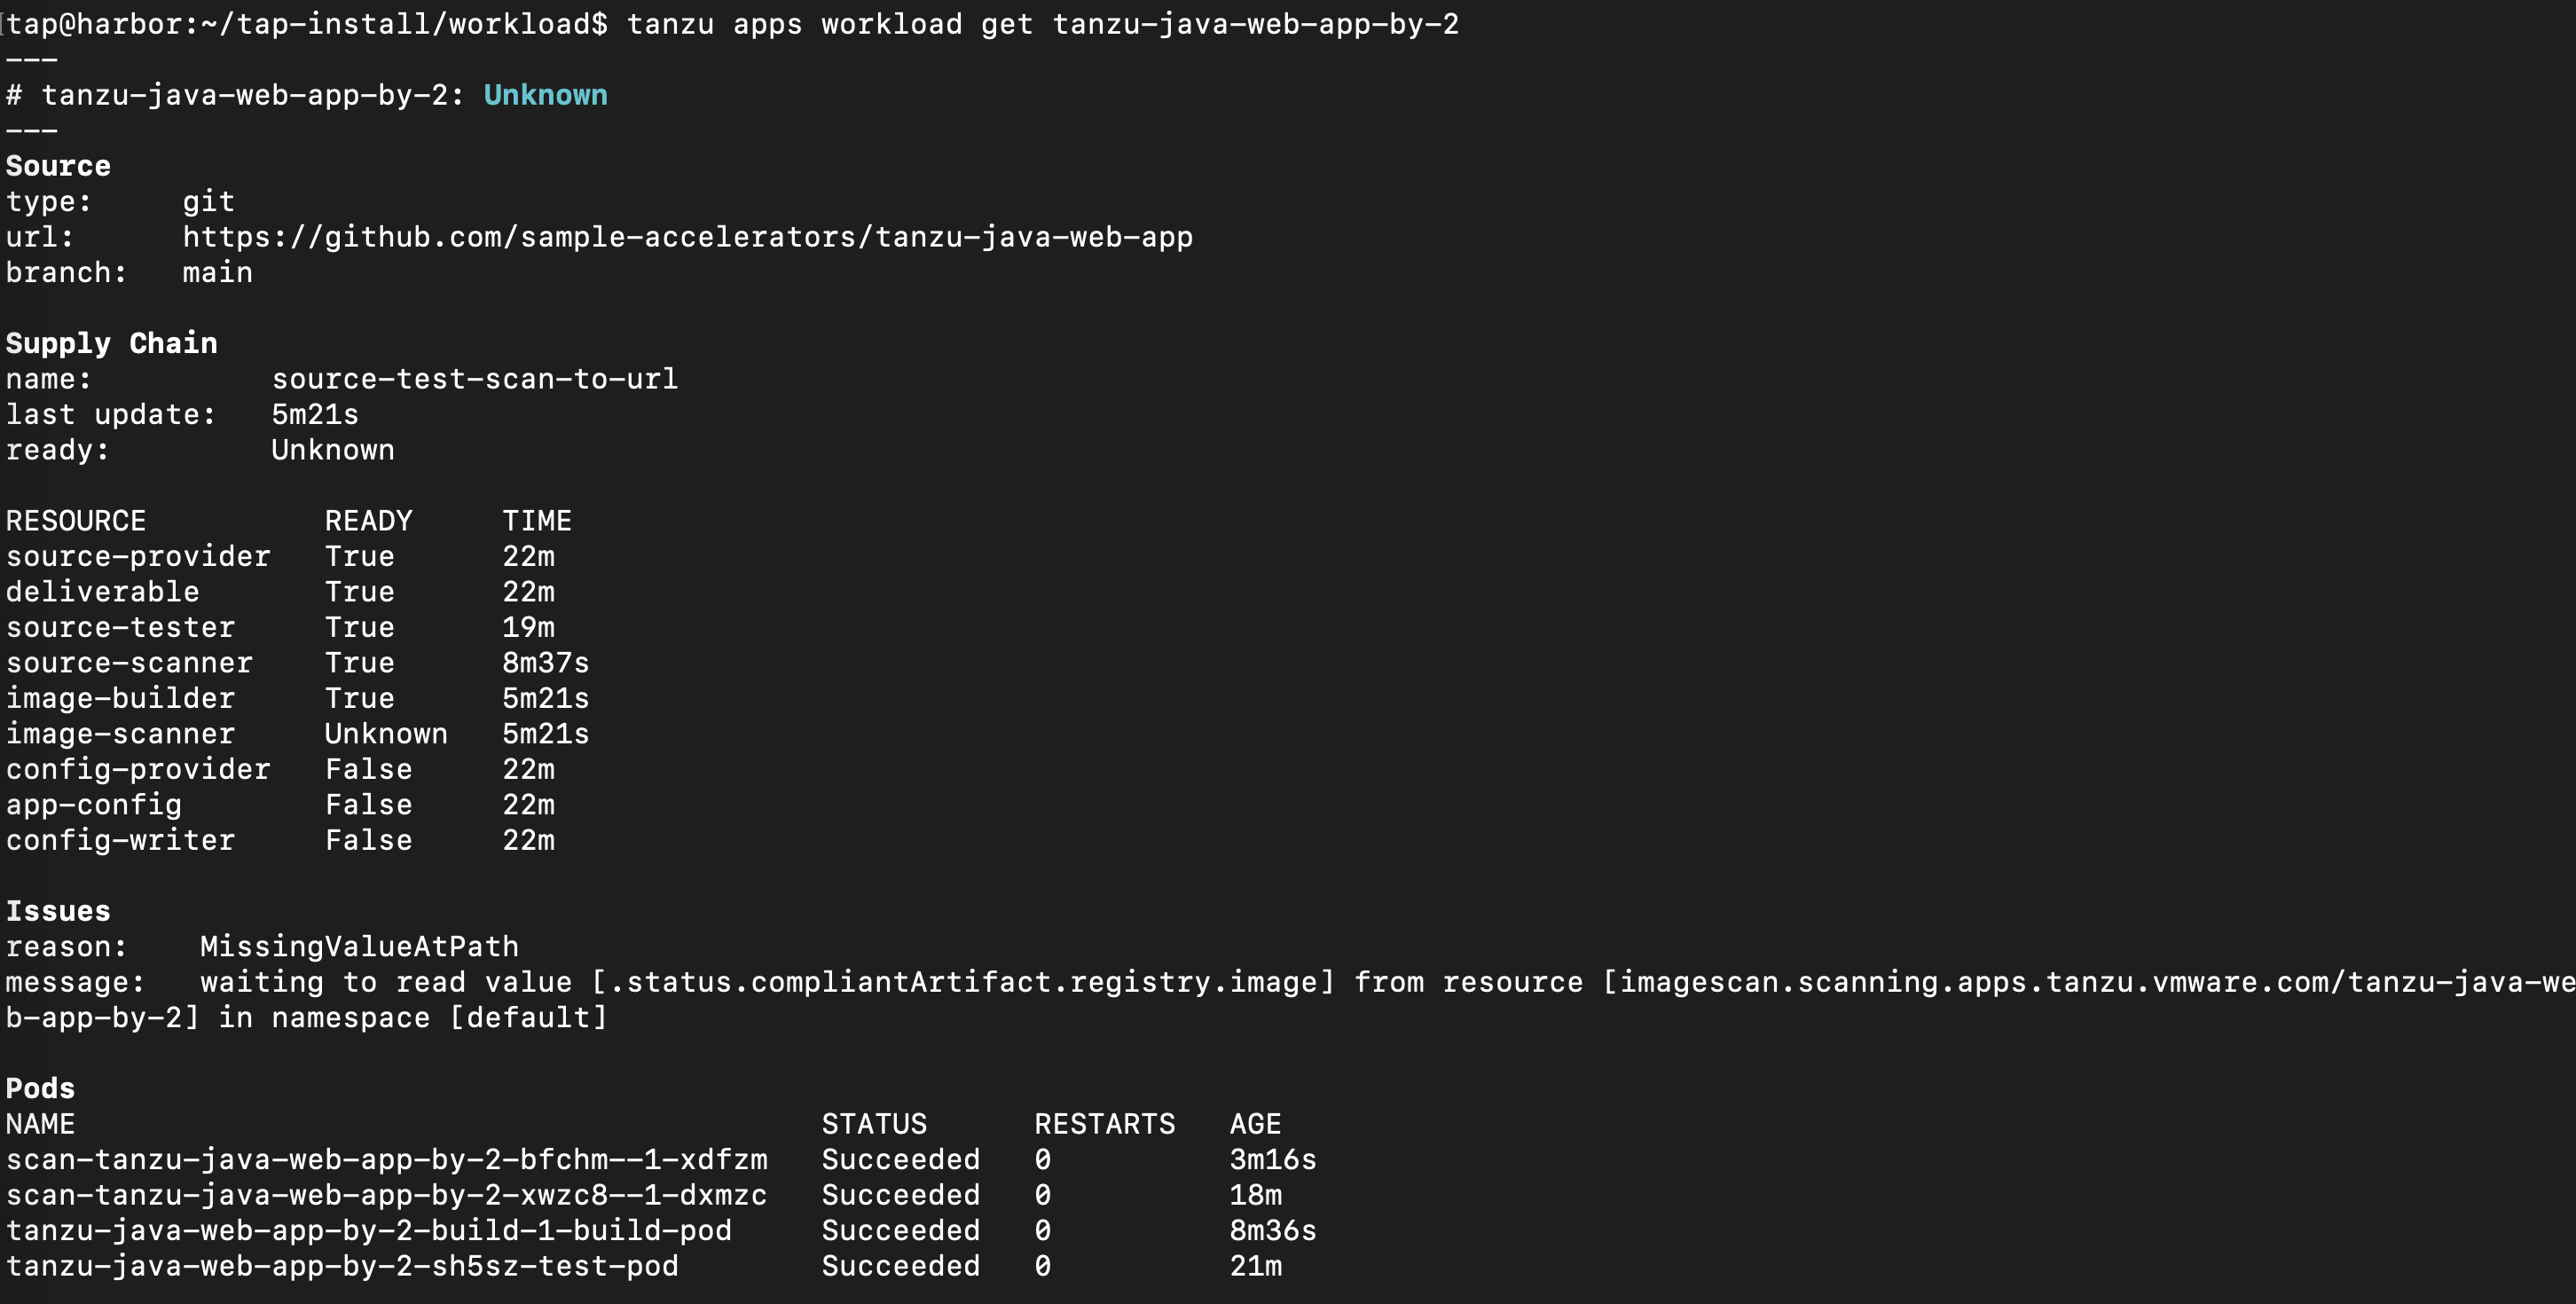 tap@harbor:~/tap-install/workload$ tanzu apps workload get tanzu-java-web-app-by-2
---
# tanzu-java-web-app-by-2: Unknown
---
Source
type:     git
url:      https://github.com/sample-accelerators/tanzu-java-web-app
branch:   main
Supply Chain
name:          source-test-scan-to-url
last update:   5m21s
ready:         Unknown
RESOURCE          READY     TIME
source-provider   True      22m
deliverable       True      22m
source-tester     True      19m
source-scanner    True      8m37s
image-builder     True      5m21s
image-scanner     Unknown   5m21s
config-provider   False     22m
app-config        False     22m
config-writer     False     22m
Issues
reason:    MissingValueAtPath
message:   waiting to read value [.status.compliantArtifact.registry.image] from resource [imagescan.scanning.apps.tanzu.vmware.com/tanzu-java-we
b-app-by-2] in namespace [default]
Pods
NAME                                          STATUS      RESTARTS   AGE
scan-tanzu-java-web-app-by-2-bfchm--1-xdfzm   Succeeded   0          3m16s
scan-tanzu-java-web-app-by-2-xwzc8--1-dxmzc   Succeeded   0          18m
tanzu-java-web-app-by-2-build-1-build-pod     Succeeded   0          8m36s
tanzu-java-web-app-by-2-sh5sz-test-pod        Succeeded   0          21m